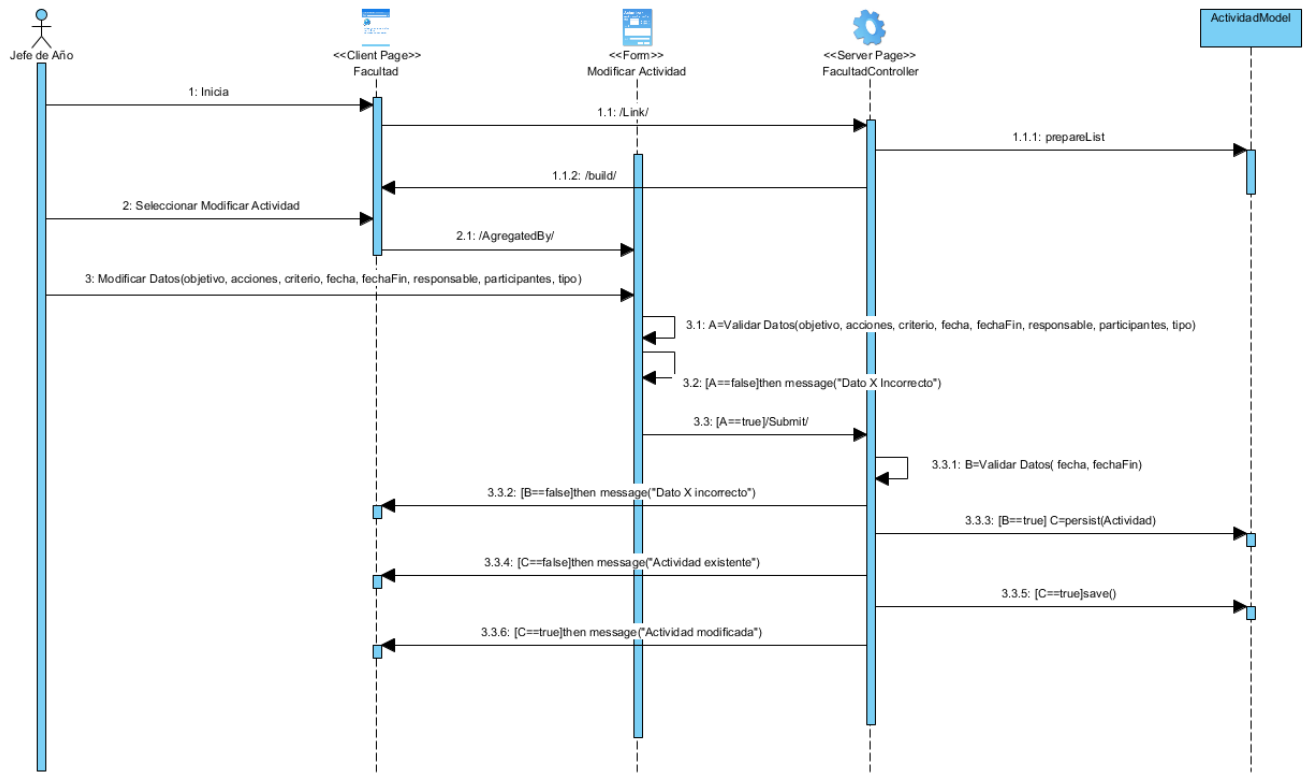 Jefe de Año
<<Client Page>>
Facultad
<<Form>>
Modificar Actividad
<<Server Page>>
FacultadController
ActividadModel
1: Inicia
1.1: /Link/
1.1.1: prepareList
1.1.2: /build/
2: Seleccionar Modificar Actividad
2.1: /AgregatedBy/
3: Modificar Datos(objetivo, acciones, criterio, fecha, fechaFin, responsable, participantes, tipo)
3.1: A=Validar Datos(objetivo, acciones, criterio, fecha, fechaFin, responsable, participantes, tipo)
3.2: [A==false]then message("Dato X Incorrecto")
3.3: [A==true]/Submit/
3.3.1: B=Validar Datos( fecha, fechaFin)
3.3.2: [B==false]then message("Dato X incorrecto")
3.3.3: [B==true] C=persist(Actividad)
3.3.4: [C==false]then message("Actividad existente")
3.3.5: [C==true]save()
3.3.6: [C==true]then message("Actividad modificada")